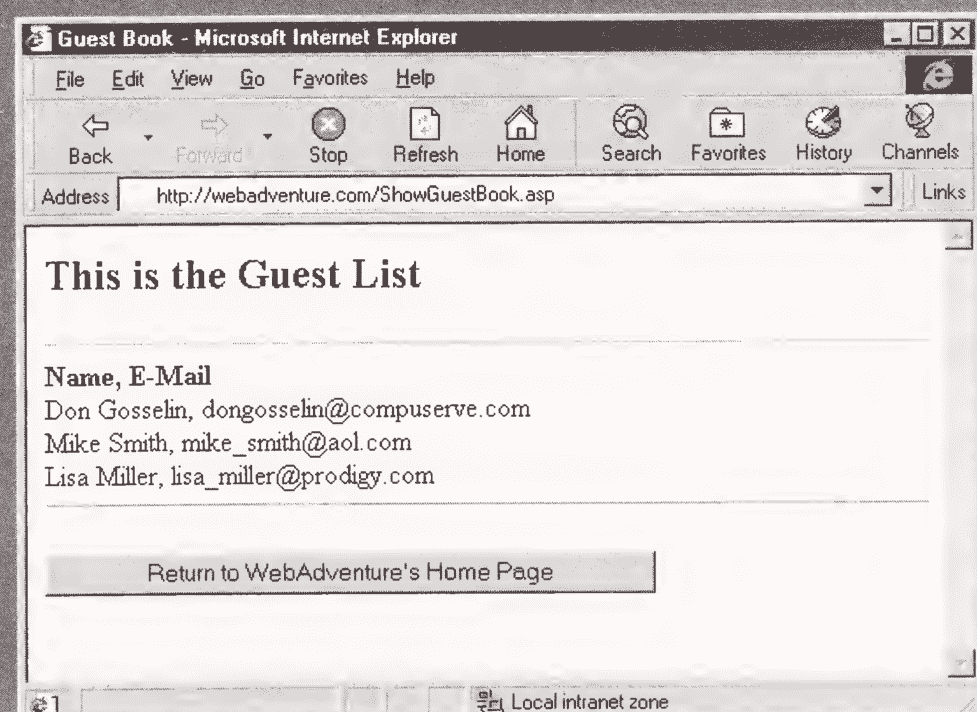 Guest Book - Microsoft Internet Explorer
File Edit View Go Favorites Help
Back Forward Stop Refresh Home Search Favorites History Channels
Address http://webadventure.com/ShowGuestBook.asp Links
This is the Guest List
Name, E-Mail
Don Gosselin, dongosselin@compuserve.com
Mike Smith, mike_smith@aol.com
Lisa Miller, lisa_miller@prodigy.com
Return to WebAdventure's Home Page
Local intranet zone